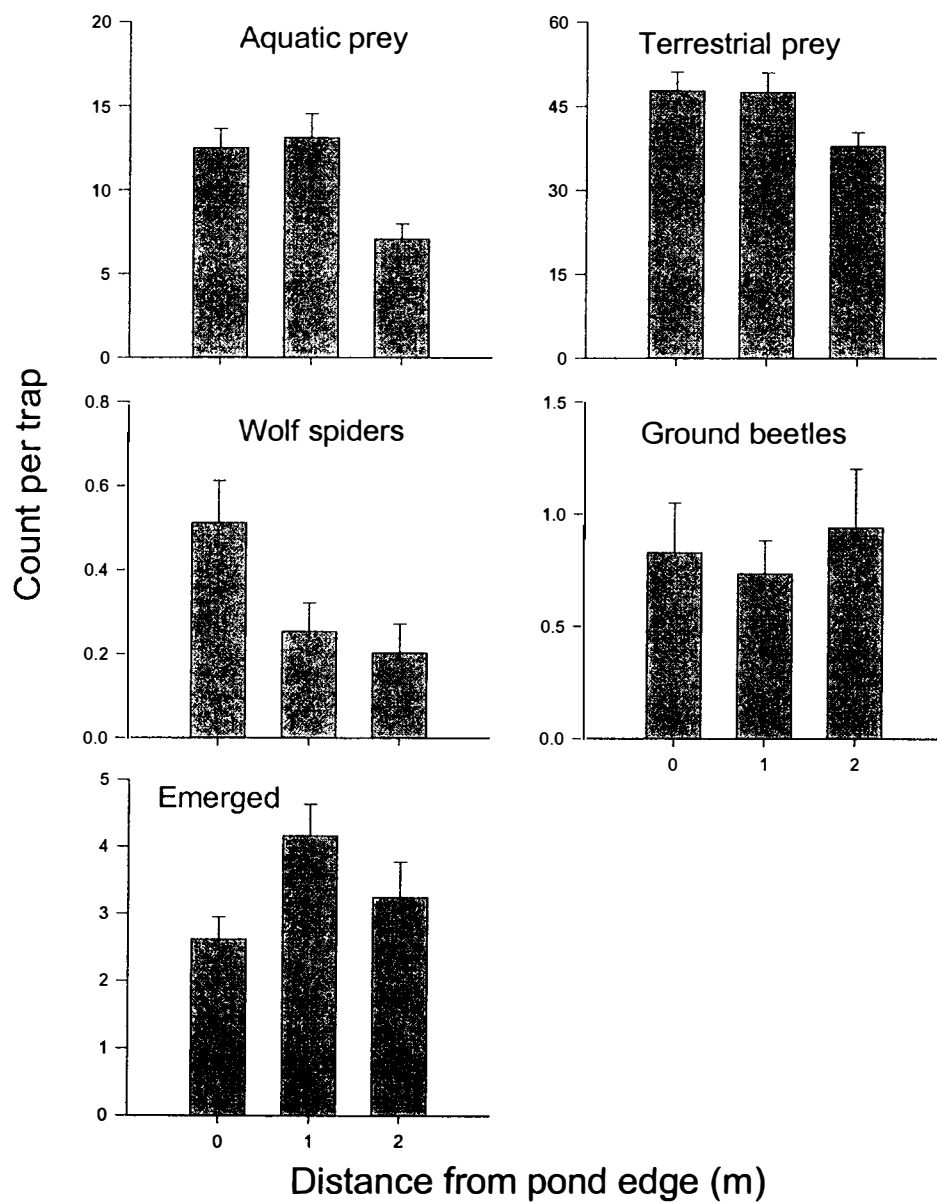 Aquatic prey
20
15
10
5
0
Terrestrial prey
60
45
30
15
0
Count per trap
Wolf spiders
0.8
0.6
0.4
0.2
0.0
Ground beetles
1.5
1.0
0.5
0.0
0 1 2
Emerged
5
4
3
2
1
0
0 1 2
Distance from pond edge (m)